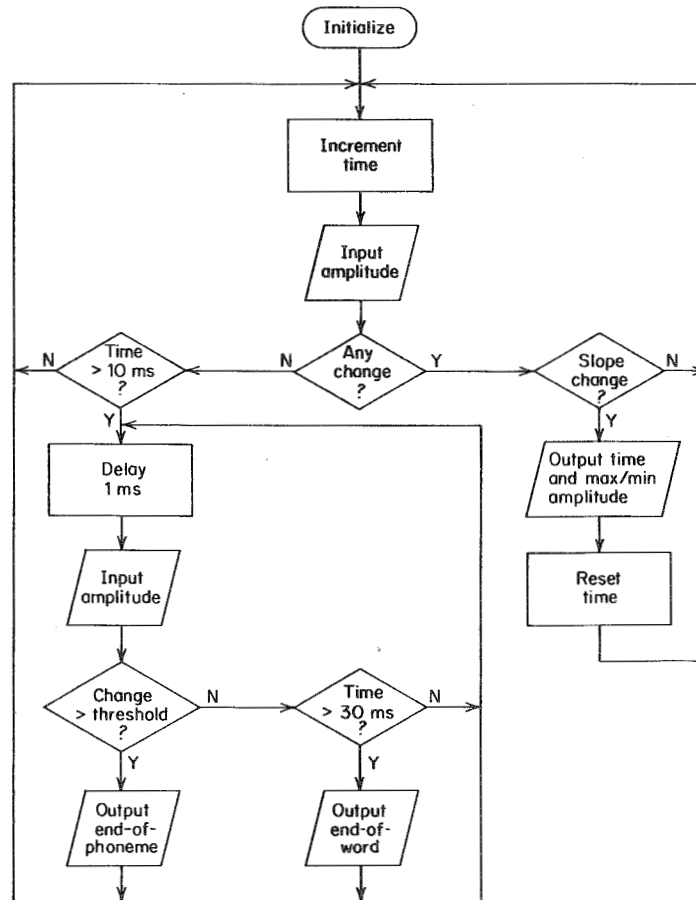 Initialize
Increment
time
Input
amplitude
Time
> 10 ms
?
N
Y
N
Any
change
?
Y
Slope
change
?
N
Y
Delay
1 ms
Output time
and max/min
amplitude
Input
amplitude
Reset
time
Change
> threshold
?
N
Y
Time
> 30 ms
?
N
Y
Output
end-of-
phoneme
Output
end-of-
word